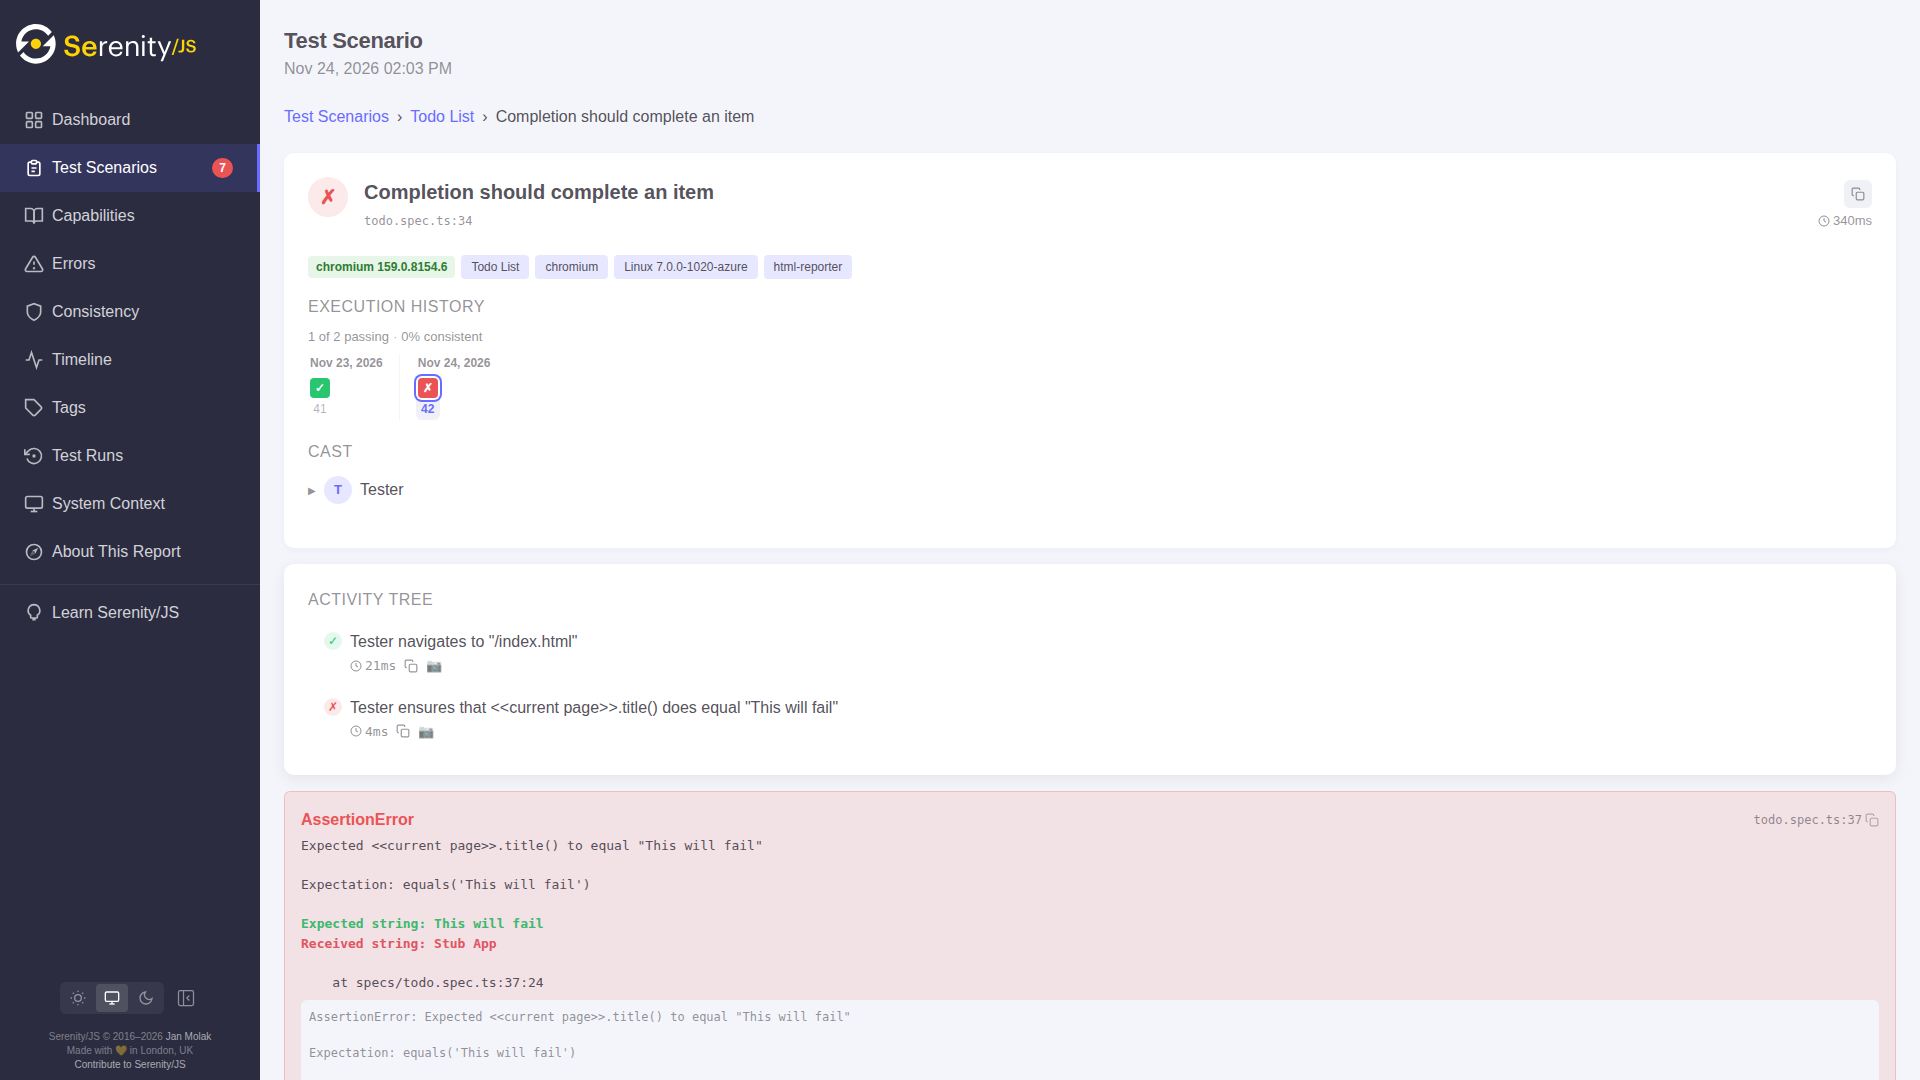 Serenity/JS
Dashboard
Test Scenarios 7
Capabilities
Errors
Consistency
Timeline
Tags
Test Runs
System Context
About This Report
Learn Serenity/JS
Serenity/JS © 2016–2026 Jan Molak
Made with 💛 in London, UK
Contribute to Serenity/JS
Test Scenario
Nov 24, 2026 02:03 PM
Test Scenarios › Todo List › Completion should complete an item
✗ Completion should complete an item
todo.spec.ts:34
340ms
chromium 159.0.8154.6 Todo List chromium Linux 7.0.0-1020-azure html-reporter
EXECUTION HISTORY
1 of 2 passing · 0% consistent
Nov 23, 2026 Nov 24, 2026
✓ ✗
41 42
CAST
▶ T Tester
ACTIVITY TREE
✓ Tester navigates to "/index.html"
21ms
✗ Tester ensures that <<current page>>.title() does equal "This will fail"
4ms
AssertionError todo.spec.ts:37
Expected <<current page>>.title() to equal "This will fail"
Expectation: equals('This will fail')
Expected string: This will fail
Received string: Stub App
at specs/todo.spec.ts:37:24
AssertionError: Expected <<current page>>.title() to equal "This will fail"
Expectation: equals('This will fail')